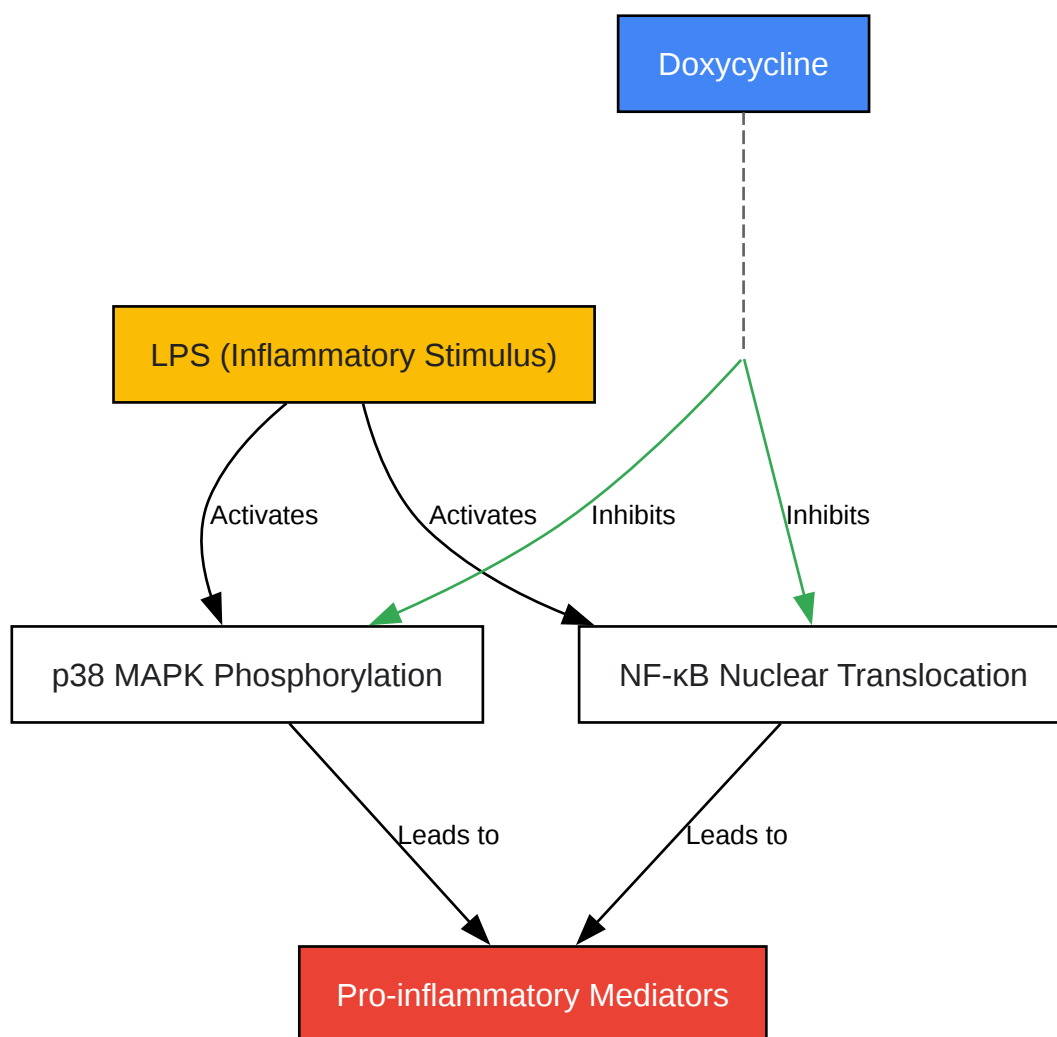 Doxycycline
LPS (Inflammatory Stimulus)
Activates
Activates
Inhibits
Inhibits
p38 MAPK Phosphorylation
NF-κB Nuclear Translocation
Leads to
Leads to
Pro-inflammatory Mediators